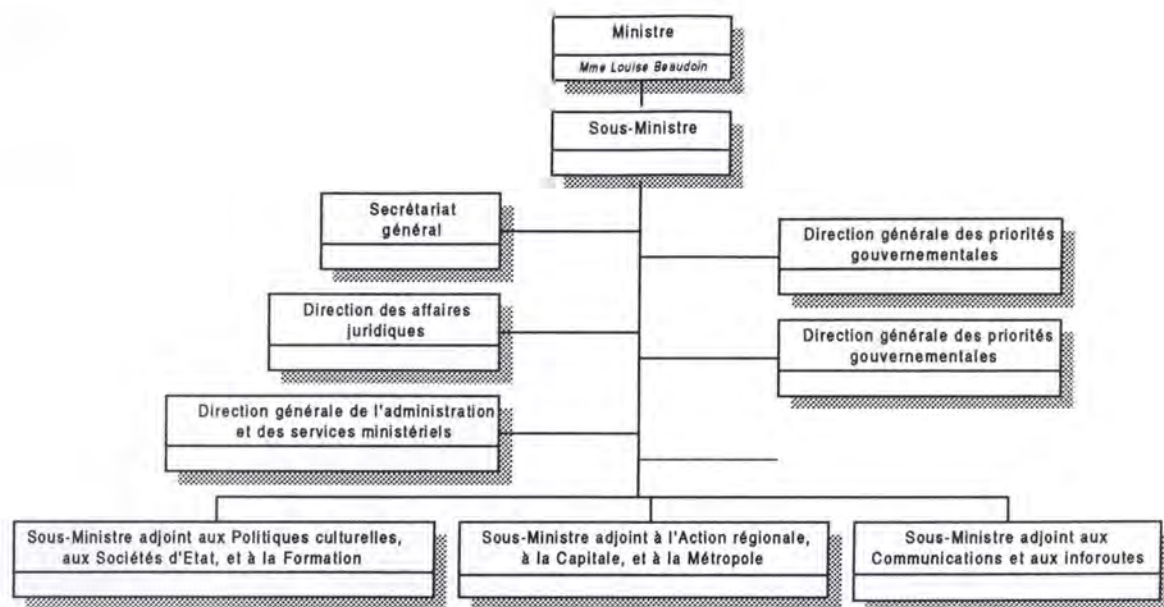 Ministre
Mme Louise Beaudoin
Sous-Ministre
Secrétariat
général
Direction générale des priorités
gouvernementales
Direction des affaires
juridiques
Direction générale des priorités
gouvernementales
Direction générale de l'administration
et des services ministériels
Sous-Ministre adjoint aux Politiques culturelles,
aux Sociétés d'Etat, et à la Formation
Sous-Ministre adjoint à l'Action régionale,
à la Capitale, et à la Métropole
Sous-Ministre adjoint aux
Communications et aux inforoutes